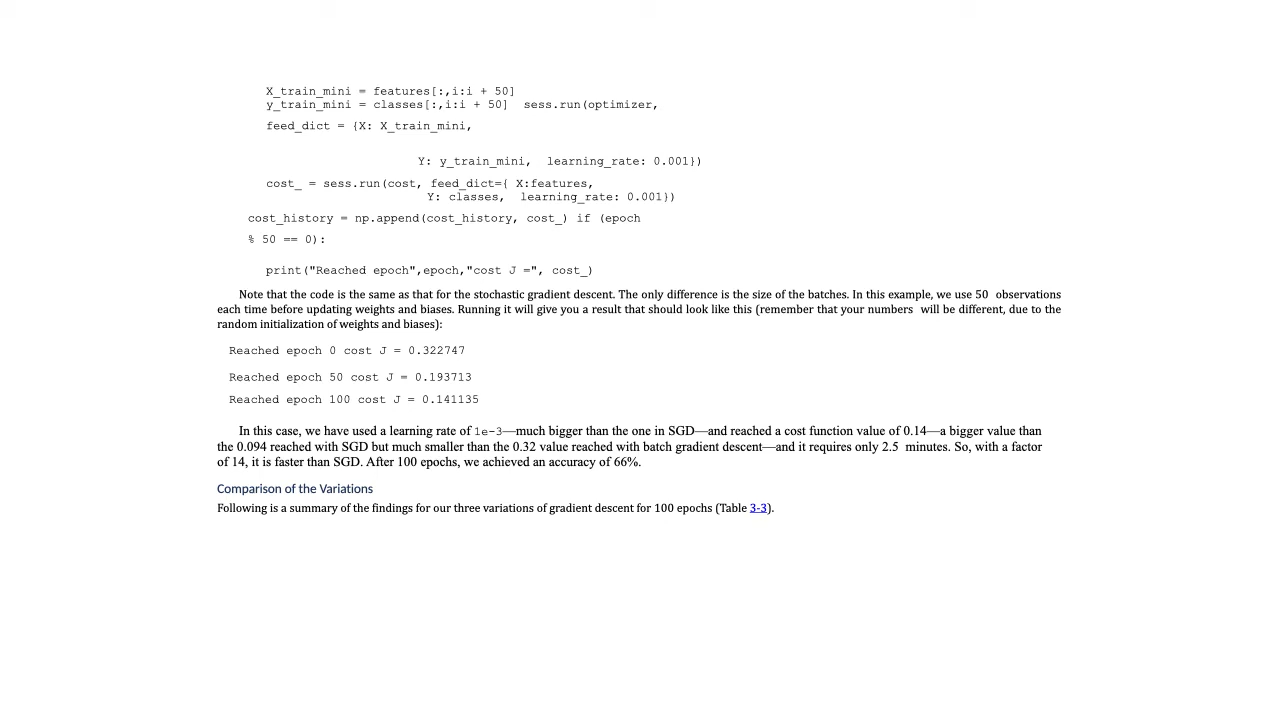 X_train_mini = features[:,i:i + 50]
y_train_mini = classes[:,i:i + 50]  sess.run(optimizer,
feed_dict = {X: X_train_mini,
Y: y_train_mini,  learning_rate: 0.001})
cost_ = sess.run(cost, feed_dict={ X:features,
Y: classes,  learning_rate: 0.001})
cost_history = np.append(cost_history, cost_) if (epoch
% 50 == 0):
print("Reached epoch",epoch,"cost J =", cost_)
Note that the code is the same as that for the stochastic gradient descent. The only difference is the size of the batches. In this example, we use 50  observations
each time before updating weights and biases. Running it will give you a result that should look like this (remember that your numbers  will be different, due to the
random initialization of weights and biases):
Reached epoch 0 cost J = 0.322747
Reached epoch 50 cost J = 0.193713
Reached epoch 100 cost J = 0.141135
In this case, we have used a learning rate of 1e-3—much bigger than the one in SGD—and reached a cost function value of 0.14—a bigger value than
the 0.094 reached with SGD but much smaller than the 0.32 value reached with batch gradient descent—and it requires only 2.5  minutes. So, with a factor
of 14, it is faster than SGD. After 100 epochs, we achieved an accuracy of 66%.
Comparison of the Variations
Following is a summary of the findings for our three variations of gradient descent for 100 epochs (Table 3-3).